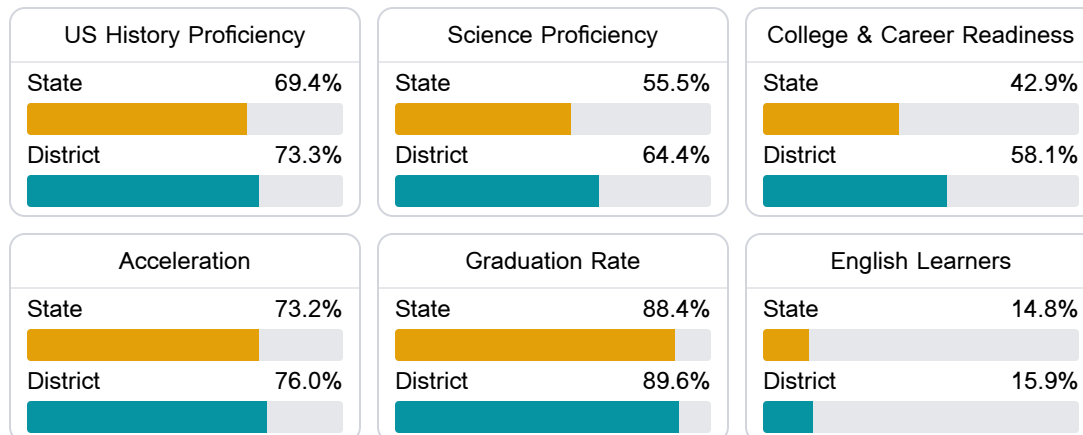 US History Proficiency
State 69.4%
District 73.3%
Science Proficiency
State 55.5%
District 64.4%
College & Career Readiness
State 42.9%
District 58.1%
Acceleration
State 73.2%
District 76.0%
Graduation Rate
State 88.4%
District 89.6%
English Learners
State 14.8%
District 15.9%